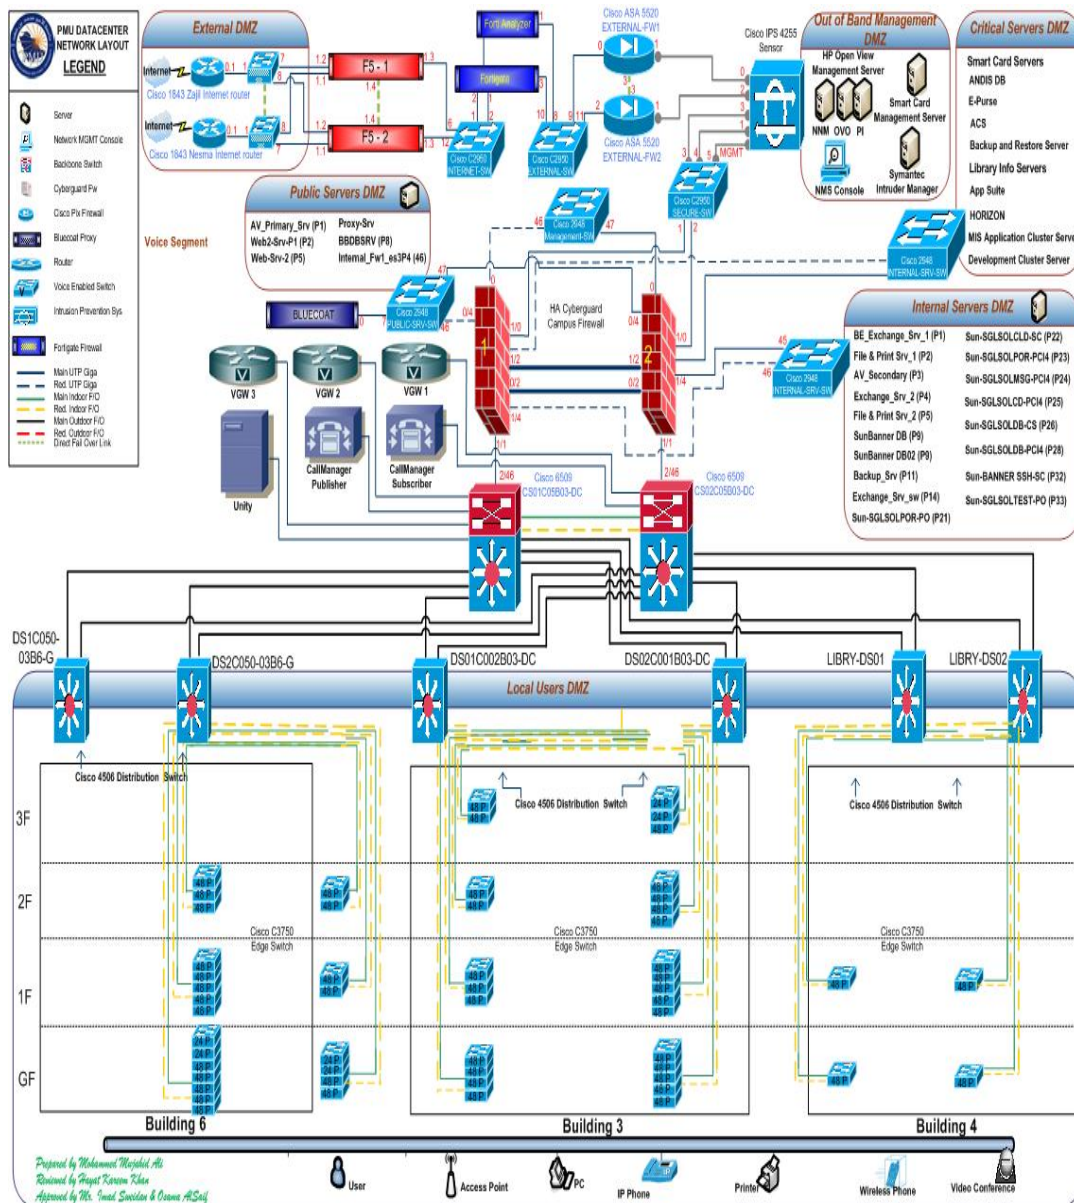 PMU DATACENTER
NETWORK LAYOUT
LEGEND
Server
Network MGMT Console
Backbone Switch
Cyberguard Fw
Cisco Pix Firewall
Bluecoat Proxy
Router
Voice Enabled Switch
Intrusion Prevention Sys.
Fortigate Firewall
Main UTP Giga
Red. UTP Giga
Main Indoor F/O
Red. Indoor F/O
Main Outdoor F/O
Red. Outdoor F/O
Direct Fail Over Link
External DMZ
Internet
Cisco 1843 Zajil Internet router
Internet
Cisco 1843 Nesma Internet router
F5 - 1
F5 - 2
Forti Analyzer
Fortigate
Cisco C2950
INTERNET-SW
Cisco C2950
EXTERNAL-SW
Cisco ASA 5520
EXTERNAL-FW1
Cisco ASA 5520
EXTERNAL-FW2
Cisco IPS 4255
Sensor
MGMT
Cisco C2950
SECURE-SW
Out of Band Management
DMZ
HP Open View
Management Server
NNM OVO PI
Smart Card
Management Server
NMS Console
Symantec
Intruder Manager
Critical Servers DMZ
Smart Card Servers
ANDIS DB
E-Purse
ACS
Backup and Restore Server
Library Info Servers
App Suite
HORIZON
MIS Application Cluster Serve
Development Cluster Server
Public Servers DMZ
AV_Primary_Srv (P1)
Web2-Srv-P1 (P2)
Web-Srv-2 (P5)
Proxy-Srv
BBDBSRV (P8)
Internal_Fw1_es3P4 (46)
Voice Segment
Cisco 2948
Management-SW
Cisco 2948
INTERNAL-SRV-SW
BLUECOAT
Cisco 2948
PUBLIC-SRV-SW
HA Cyberguard
Campus Firewall
1
2
Cisco 2948
INTERNAL-SRV-SW
VGW 3
VGW 2
VGW 1
CallManager
Publisher
CallManager
Subscriber
Unity
Internal Servers DMZ
BE_Exchange_Srv_1 (P1)
File & Print Srv_1 (P2)
AV_Secondary (P3)
Exchange_Srv_2 (P4)
File & Print Srv_2 (P5)
SunBanner DB (P9)
SunBanner DB02 (P9)
Backup_Srv (P11)
Exchange_Srv_sw (P14)
Sun-SGLSOLPOR-PO (P21)
Sun-SGLSOLCLD-SC (P22)
Sun-SGLSOLPOR-PCI4 (P23)
Sun-SGLSOLMSG-PCI4 (P24)
Sun-SGLSOLCD-PCI4 (P25)
Sun-SGLSOLDB-CS (P26)
Sun-SGLSOLDB-PCI4 (P28)
Sun-BANNER SSH-SC (P32)
Sun-SGLSOLTEST-PO (P33)
2/46
Cisco 6509
CS01C05B03-DC
2/46
Cisco 6509
CS02C05B03-DC
DS1C050-
03B6-G
DS2C050-03B6-G
DS01C002B03-DC
DS02C001B03-DC
LIBRY-DS01
LIBRY-DS02
Local Users DMZ
Cisco 4506 Distribution Switch
Cisco 4506 Distribution Switch
Cisco 4506 Distribution Switch
3F
2F
1F
GF
Cisco C3750
Edge Switch
Cisco C3750
Edge Switch
Cisco C3750
Edge Switch
Building 6
Building 3
Building 4
Prepared by Mohammed Mujahid Ali
Reviewed by Hayat Kareem Khan
Approved by Mr. Imad Sweidan & Osama AlSaif
User
Access Point
PC
IP Phone
Printer
Wireless Phone
Video Conference